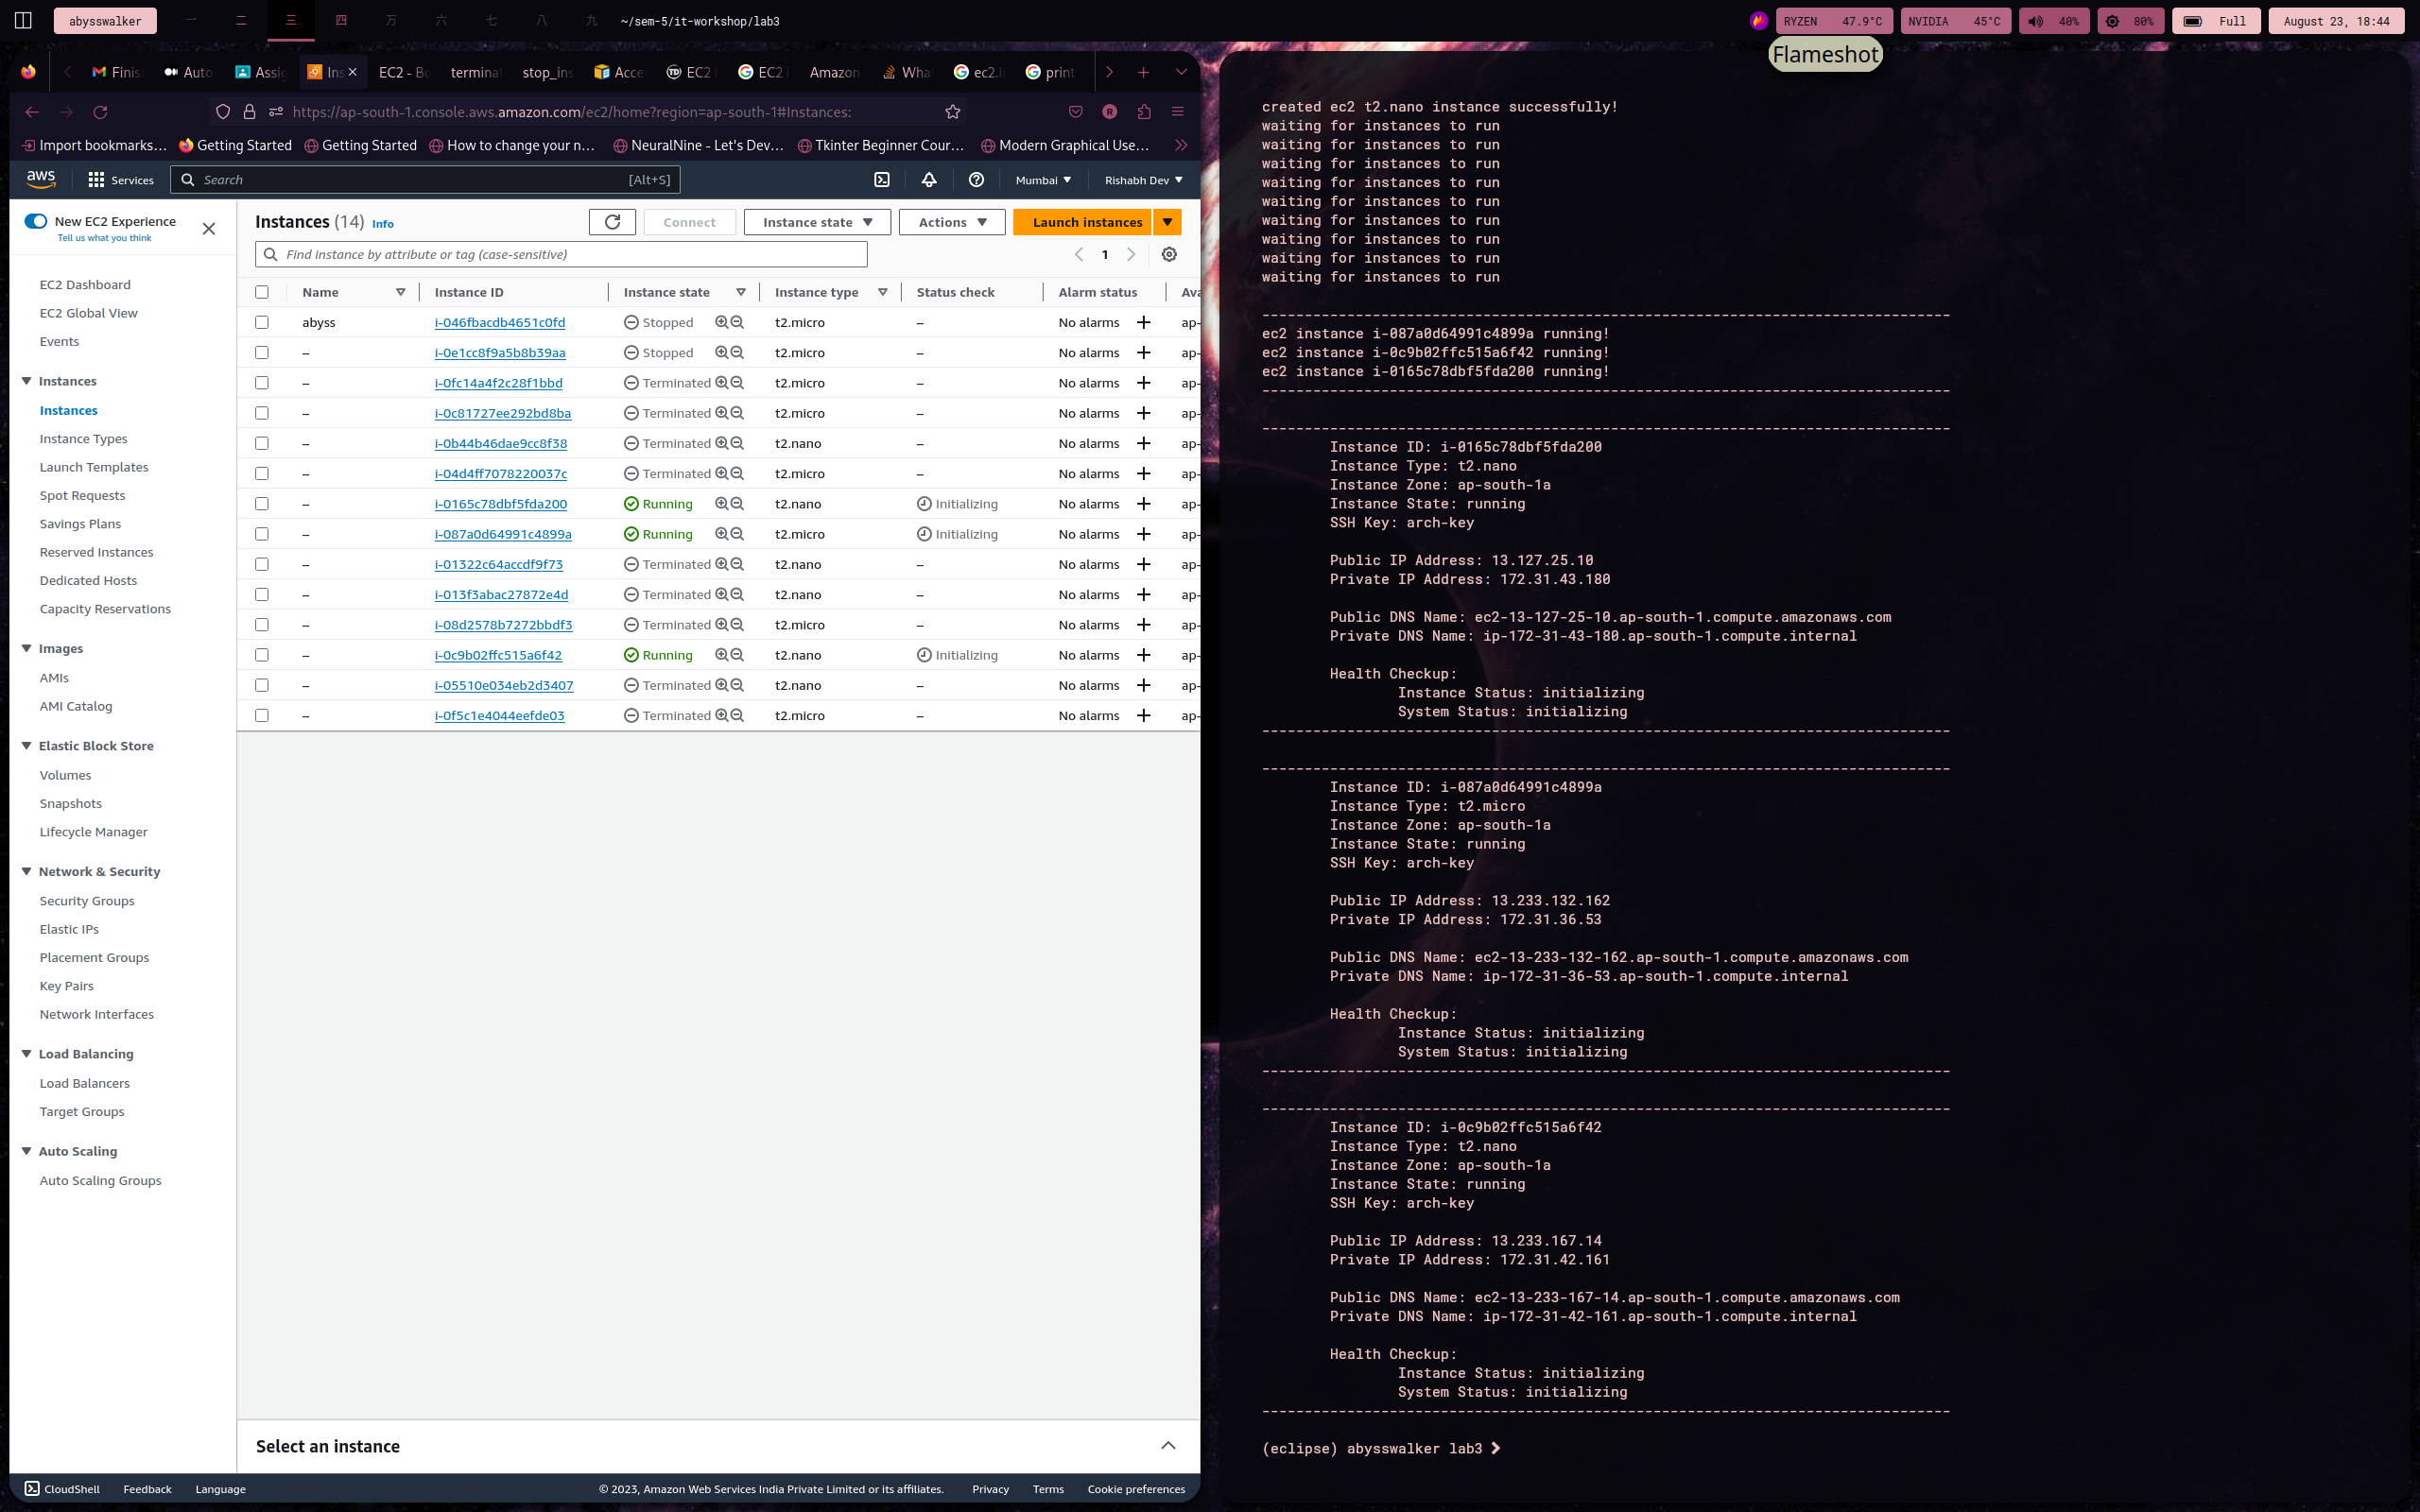 abysswalker 一 二 三 四 万 六 七 八 九 ~/sem-5/it-workshop/lab3 RYZEN 47.9°C NVIDIA 45°C 40% 80% Full August 23, 18:44
Flameshot
Finis Auto Assig Ins EC2 - Bo termina stop_ins Acce EC2 EC2 i Amazon Wha ec2.i print
https://ap-south-1.console.aws.amazon.com/ec2/home?region=ap-south-1#Instances:
Import bookmarks... Getting Started Getting Started How to change your n... NeuralNine - Let's Dev... Tkinter Beginner Cour... Modern Graphical Use...
aws Services Search [Alt+S] Mumbai Rishabh Dev
New EC2 Experience
Tell us what you think
EC2 Dashboard
EC2 Global View
Events
Instances
Instances
Instance Types
Launch Templates
Spot Requests
Savings Plans
Reserved Instances
Dedicated Hosts
Capacity Reservations
Images
AMIs
AMI Catalog
Elastic Block Store
Volumes
Snapshots
Lifecycle Manager
Network & Security
Security Groups
Elastic IPs
Placement Groups
Key Pairs
Network Interfaces
Load Balancing
Load Balancers
Target Groups
Auto Scaling
Auto Scaling Groups
Instances (14) Info Connect Instance state Actions Launch instances
Find instance by attribute or tag (case-sensitive) 1
Name Instance ID Instance state Instance type Status check Alarm status Ava
abyss i-046fbacdb4651c0fd Stopped t2.micro – No alarms + ap-
– i-0e1cc8f9a5b8b39aa Stopped t2.micro – No alarms + ap-
– i-0fc14a4f2c28f1bbd Terminated t2.micro – No alarms + ap-
– i-0c81727ee292bd8ba Terminated t2.micro – No alarms + ap-
– i-0b44b46dae9cc8f38 Terminated t2.nano – No alarms + ap-
– i-04d4ff7078220037c Terminated t2.micro – No alarms + ap-
– i-0165c78dbf5fda200 Running t2.nano Initializing No alarms + ap-
– i-087a0d64991c4899a Running t2.micro Initializing No alarms + ap-
– i-01322c64accdf9f73 Terminated t2.nano – No alarms + ap-
– i-013f3abac27872e4d Terminated t2.nano – No alarms + ap-
– i-08d2578b7272bbdf3 Terminated t2.micro – No alarms + ap-
– i-0c9b02ffc515a6f42 Running t2.nano Initializing No alarms + ap-
– i-05510e034eb2d3407 Terminated t2.nano – No alarms + ap-
– i-0f5c1e4044eefde03 Terminated t2.micro – No alarms + ap-
Select an instance
CloudShell Feedback Language © 2023, Amazon Web Services India Private Limited or its affiliates. Privacy Terms Cookie preferences
created ec2 t2.nano instance successfully!
waiting for instances to run
waiting for instances to run
waiting for instances to run
waiting for instances to run
waiting for instances to run
waiting for instances to run
waiting for instances to run
waiting for instances to run
waiting for instances to run
---------------------------------------------------------------------------------
ec2 instance i-087a0d64991c4899a running!
ec2 instance i-0c9b02ffc515a6f42 running!
ec2 instance i-0165c78dbf5fda200 running!
---------------------------------------------------------------------------------
---------------------------------------------------------------------------------
Instance ID: i-0165c78dbf5fda200
Instance Type: t2.nano
Instance Zone: ap-south-1a
Instance State: running
SSH Key: arch-key
Public IP Address: 13.127.25.10
Private IP Address: 172.31.43.180
Public DNS Name: ec2-13-127-25-10.ap-south-1.compute.amazonaws.com
Private DNS Name: ip-172-31-43-180.ap-south-1.compute.internal
Health Checkup:
Instance Status: initializing
System Status: initializing
---------------------------------------------------------------------------------
---------------------------------------------------------------------------------
Instance ID: i-087a0d64991c4899a
Instance Type: t2.micro
Instance Zone: ap-south-1a
Instance State: running
SSH Key: arch-key
Public IP Address: 13.233.132.162
Private IP Address: 172.31.36.53
Public DNS Name: ec2-13-233-132-162.ap-south-1.compute.amazonaws.com
Private DNS Name: ip-172-31-36-53.ap-south-1.compute.internal
Health Checkup:
Instance Status: initializing
System Status: initializing
---------------------------------------------------------------------------------
---------------------------------------------------------------------------------
Instance ID: i-0c9b02ffc515a6f42
Instance Type: t2.nano
Instance Zone: ap-south-1a
Instance State: running
SSH Key: arch-key
Public IP Address: 13.233.167.14
Private IP Address: 172.31.42.161
Public DNS Name: ec2-13-233-167-14.ap-south-1.compute.amazonaws.com
Private DNS Name: ip-172-31-42-161.ap-south-1.compute.internal
Health Checkup:
Instance Status: initializing
System Status: initializing
---------------------------------------------------------------------------------
(eclipse) abysswalker lab3 ❯